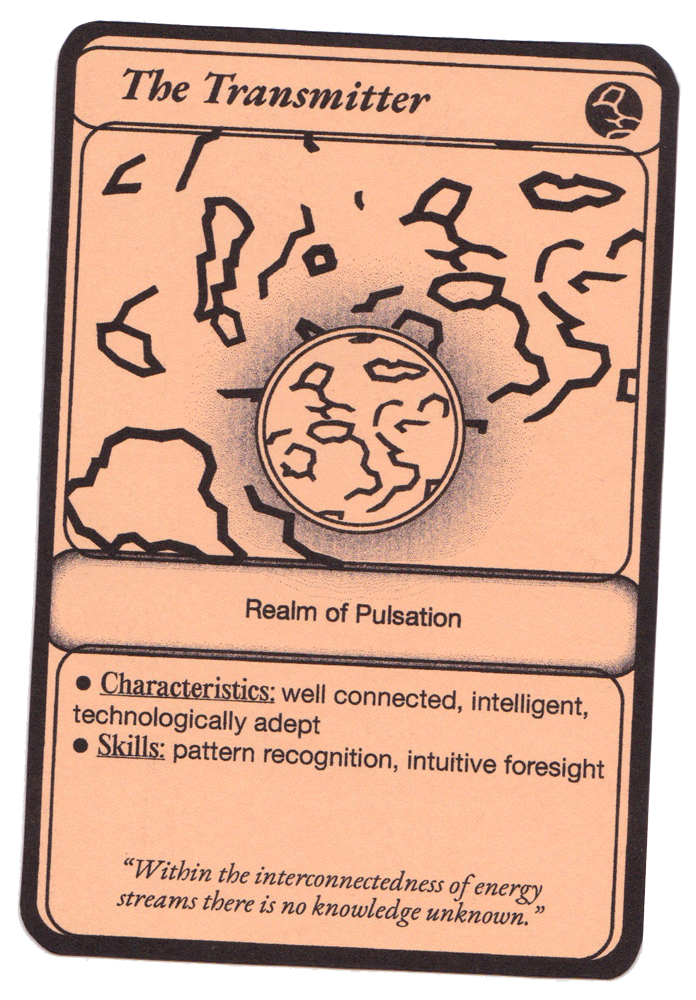 The Transmitter
Realm of Pulsation
● Characteristics: well connected, intelligent,
technologically adept
● Skills: pattern recognition, intuitive foresight
“Within the interconnectedness of energy
streams there is no knowledge unknown.”